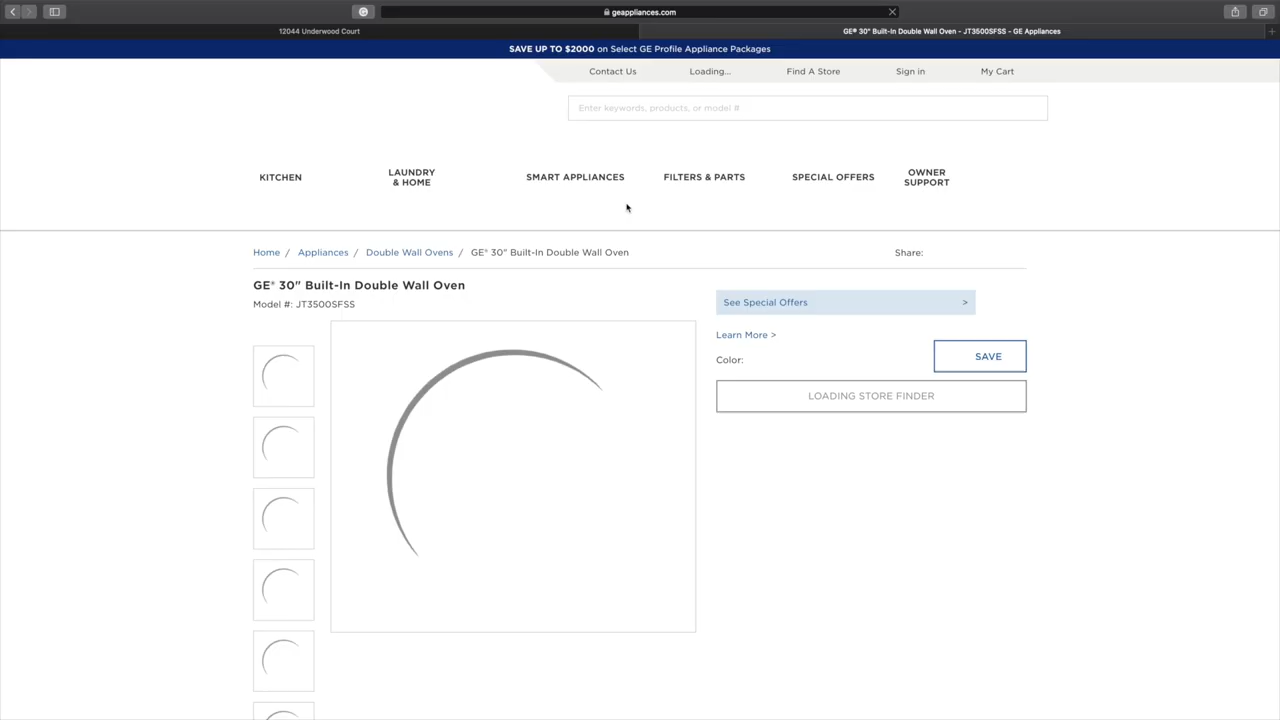 geappliances.com
12044 Underwood Court
GE® 30" Built-In Double Wall Oven - JT3500SFSS - GE Appliances
SAVE UP TO $2000 on Select GE Profile Appliance Packages
Contact Us
Loading...
Find A Store
Sign in
My Cart
Enter keywords, products, or model #
KITCHEN
LAUNDRY
& HOME
SMART APPLIANCES
FILTERS & PARTS
SPECIAL OFFERS
OWNER
SUPPORT
Home / Appliances / Double Wall Ovens / GE® 30" Built-In Double Wall Oven
Share:
GE® 30" Built-In Double Wall Oven
Model #: JT3500SFSS
See Special Offers >
Learn More >
Color:
SAVE
LOADING STORE FINDER